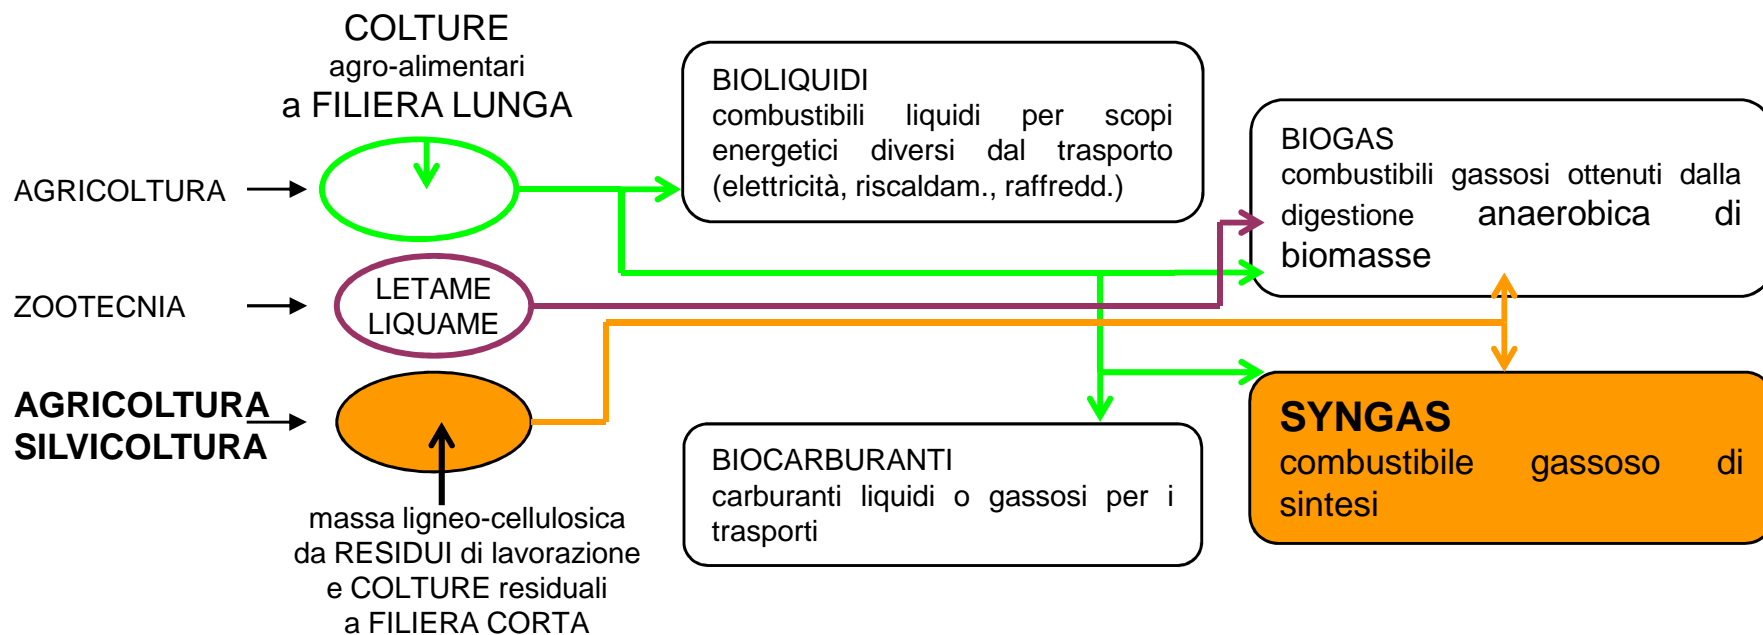 COLTURE
agro-alimentari
a FILIERA LUNGA
AGRICOLTURA
ZOOTECNIA
LETAME
LIQUAME
AGRICOLTURA
SILVICOLTURA
massa ligneo-cellulosica
da RESIDUI di lavorazione
e COLTURE residuali
a FILIERA CORTA
BIOLIQUIDI
combustibili liquidi per scopi
energetici diversi dal trasporto
(elettricità, riscaldam., raffredd.)
BIOCARBURANTI
carburanti liquidi o gassosi per i
trasporti
BIOGAS
combustibili gassosi ottenuti dalla
digestione anaerobica di
biomasse
SYNGAS
combustibile gassoso di
sintesi